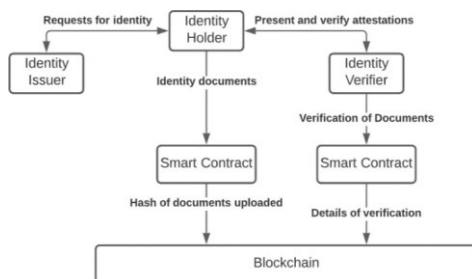 Requests for identity
Identity
Holder
Present and verify attestations
Identity
Issuer
Identity
Verifier
Identity documents
Verification of Documents
Smart Contract
Smart Contract
Hash of documents uploaded
Details of verification
Blockchain